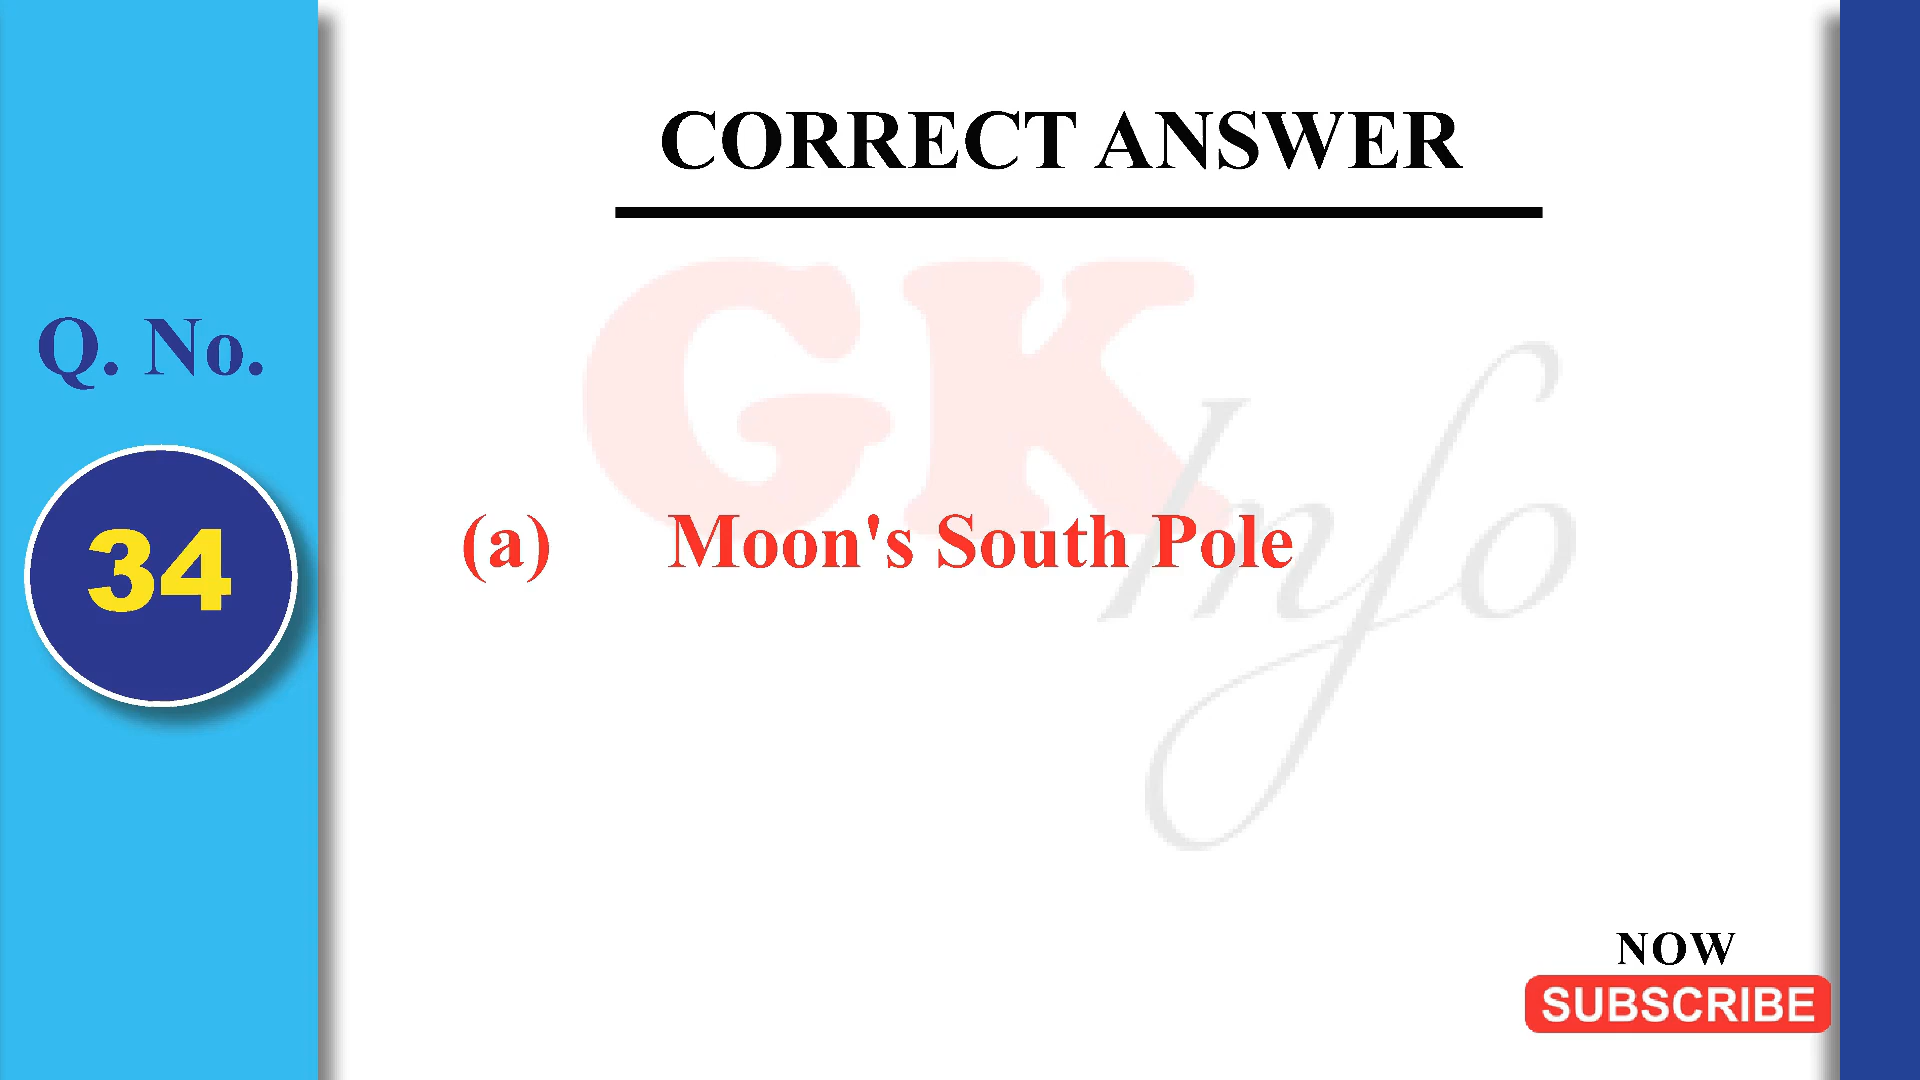 CORRECT ANSWER
Q. No.
34
GK Info
(a) Moon's South Pole
NOW
SUBSCRIBE